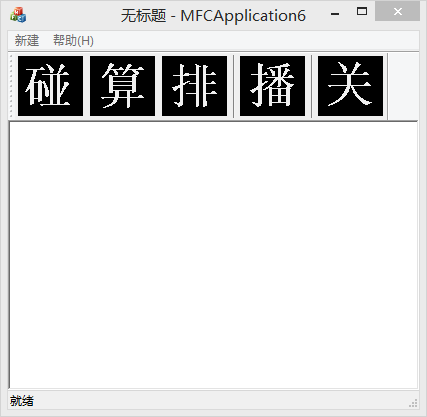 无标题 - MFCApplication6
新建 帮助(H)
碰 算 排 播 关
就绪